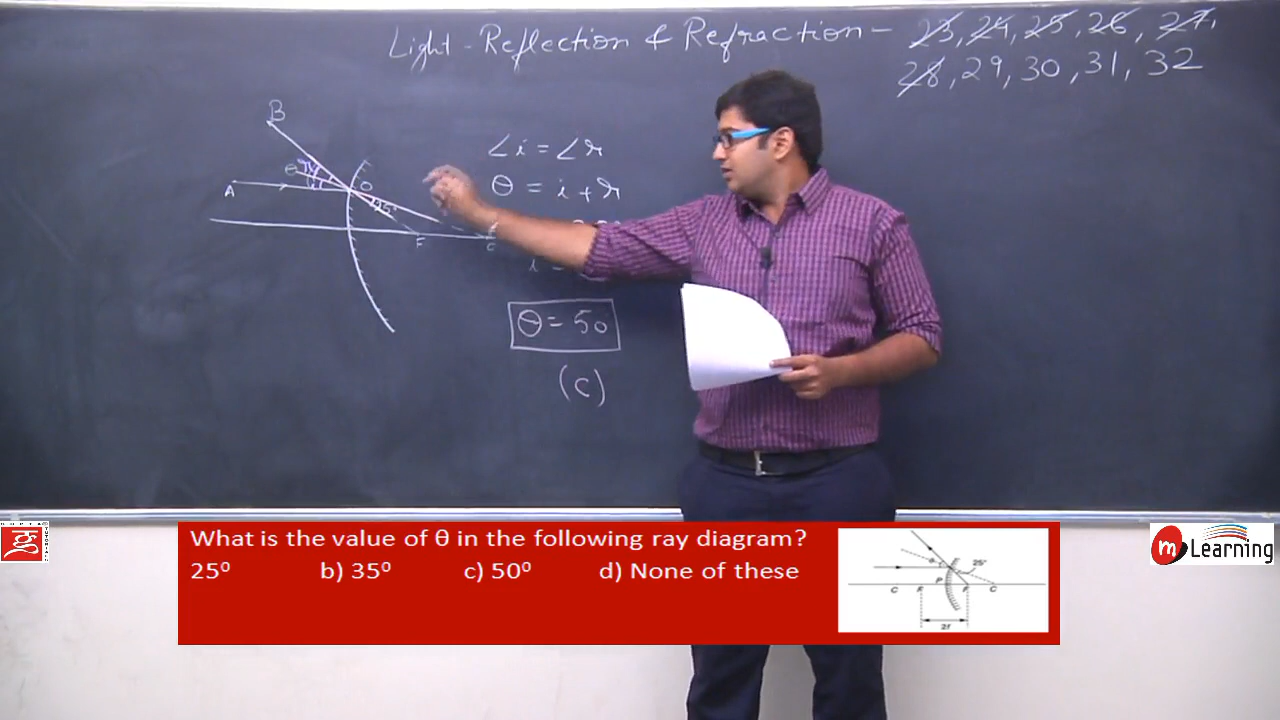 Light - Reflection & Refraction - 23, 24, 25, 26, 27,
28, 29, 30, 31, 32
B
θ
r
i
A
O
25°
F
C
∠i = ∠r
θ = i + r
i =
θ = 50
(c)
What is the value of θ in the following ray diagram?
25⁰ b) 35⁰ c) 50⁰ d) None of these
θ
25°
P
C F F C
2f
m Learning